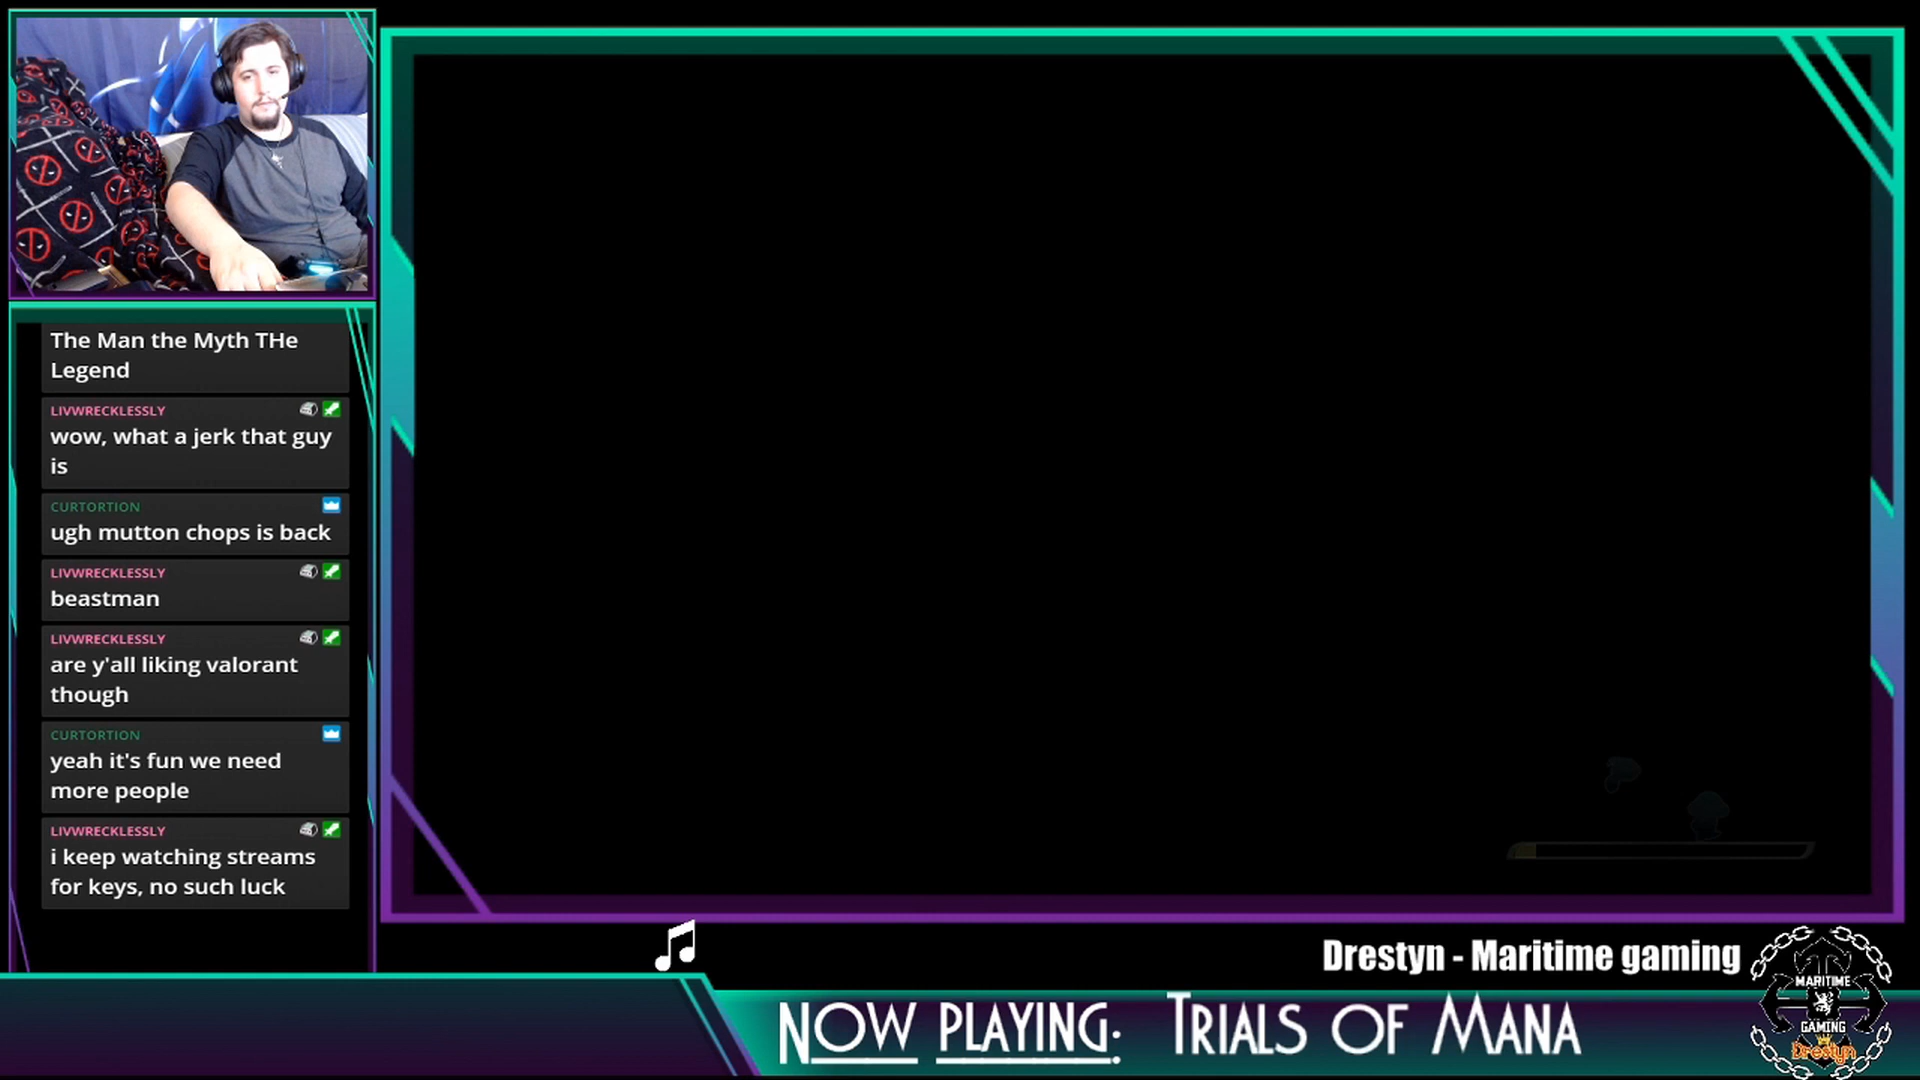 The Man the Myth THe
Legend
LIVWRECKLESSLY
wow, what a jerk that guy
is
CURTORTION
ugh mutton chops is back
LIVWRECKLESSLY
beastman
LIVWRECKLESSLY
are y'all liking valorant
though
CURTORTION
yeah it's fun we need
more people
LIVWRECKLESSLY
i keep watching streams
for keys, no such luck
Drestyn - Maritime gaming
NOW PLAYING: TRIALS OF MANA
MARITIME
GAMING
Drestyn